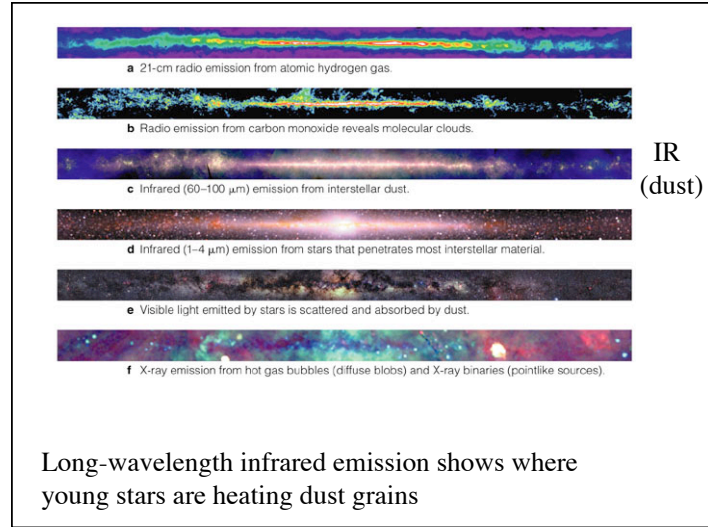 a 21-cm radio emission from atomic hydrogen gas.
b Radio emission from carbon monoxide reveals molecular clouds.
IR
(dust)
c Infrared (60–100 μm) emission from interstellar dust.
d Infrared (1–4 μm) emission from stars that penetrates most interstellar material.
e Visible light emitted by stars is scattered and absorbed by dust.
f X-ray emission from hot gas bubbles (diffuse blobs) and X-ray binaries (pointlike sources).
Long-wavelength infrared emission shows where
young stars are heating dust grains